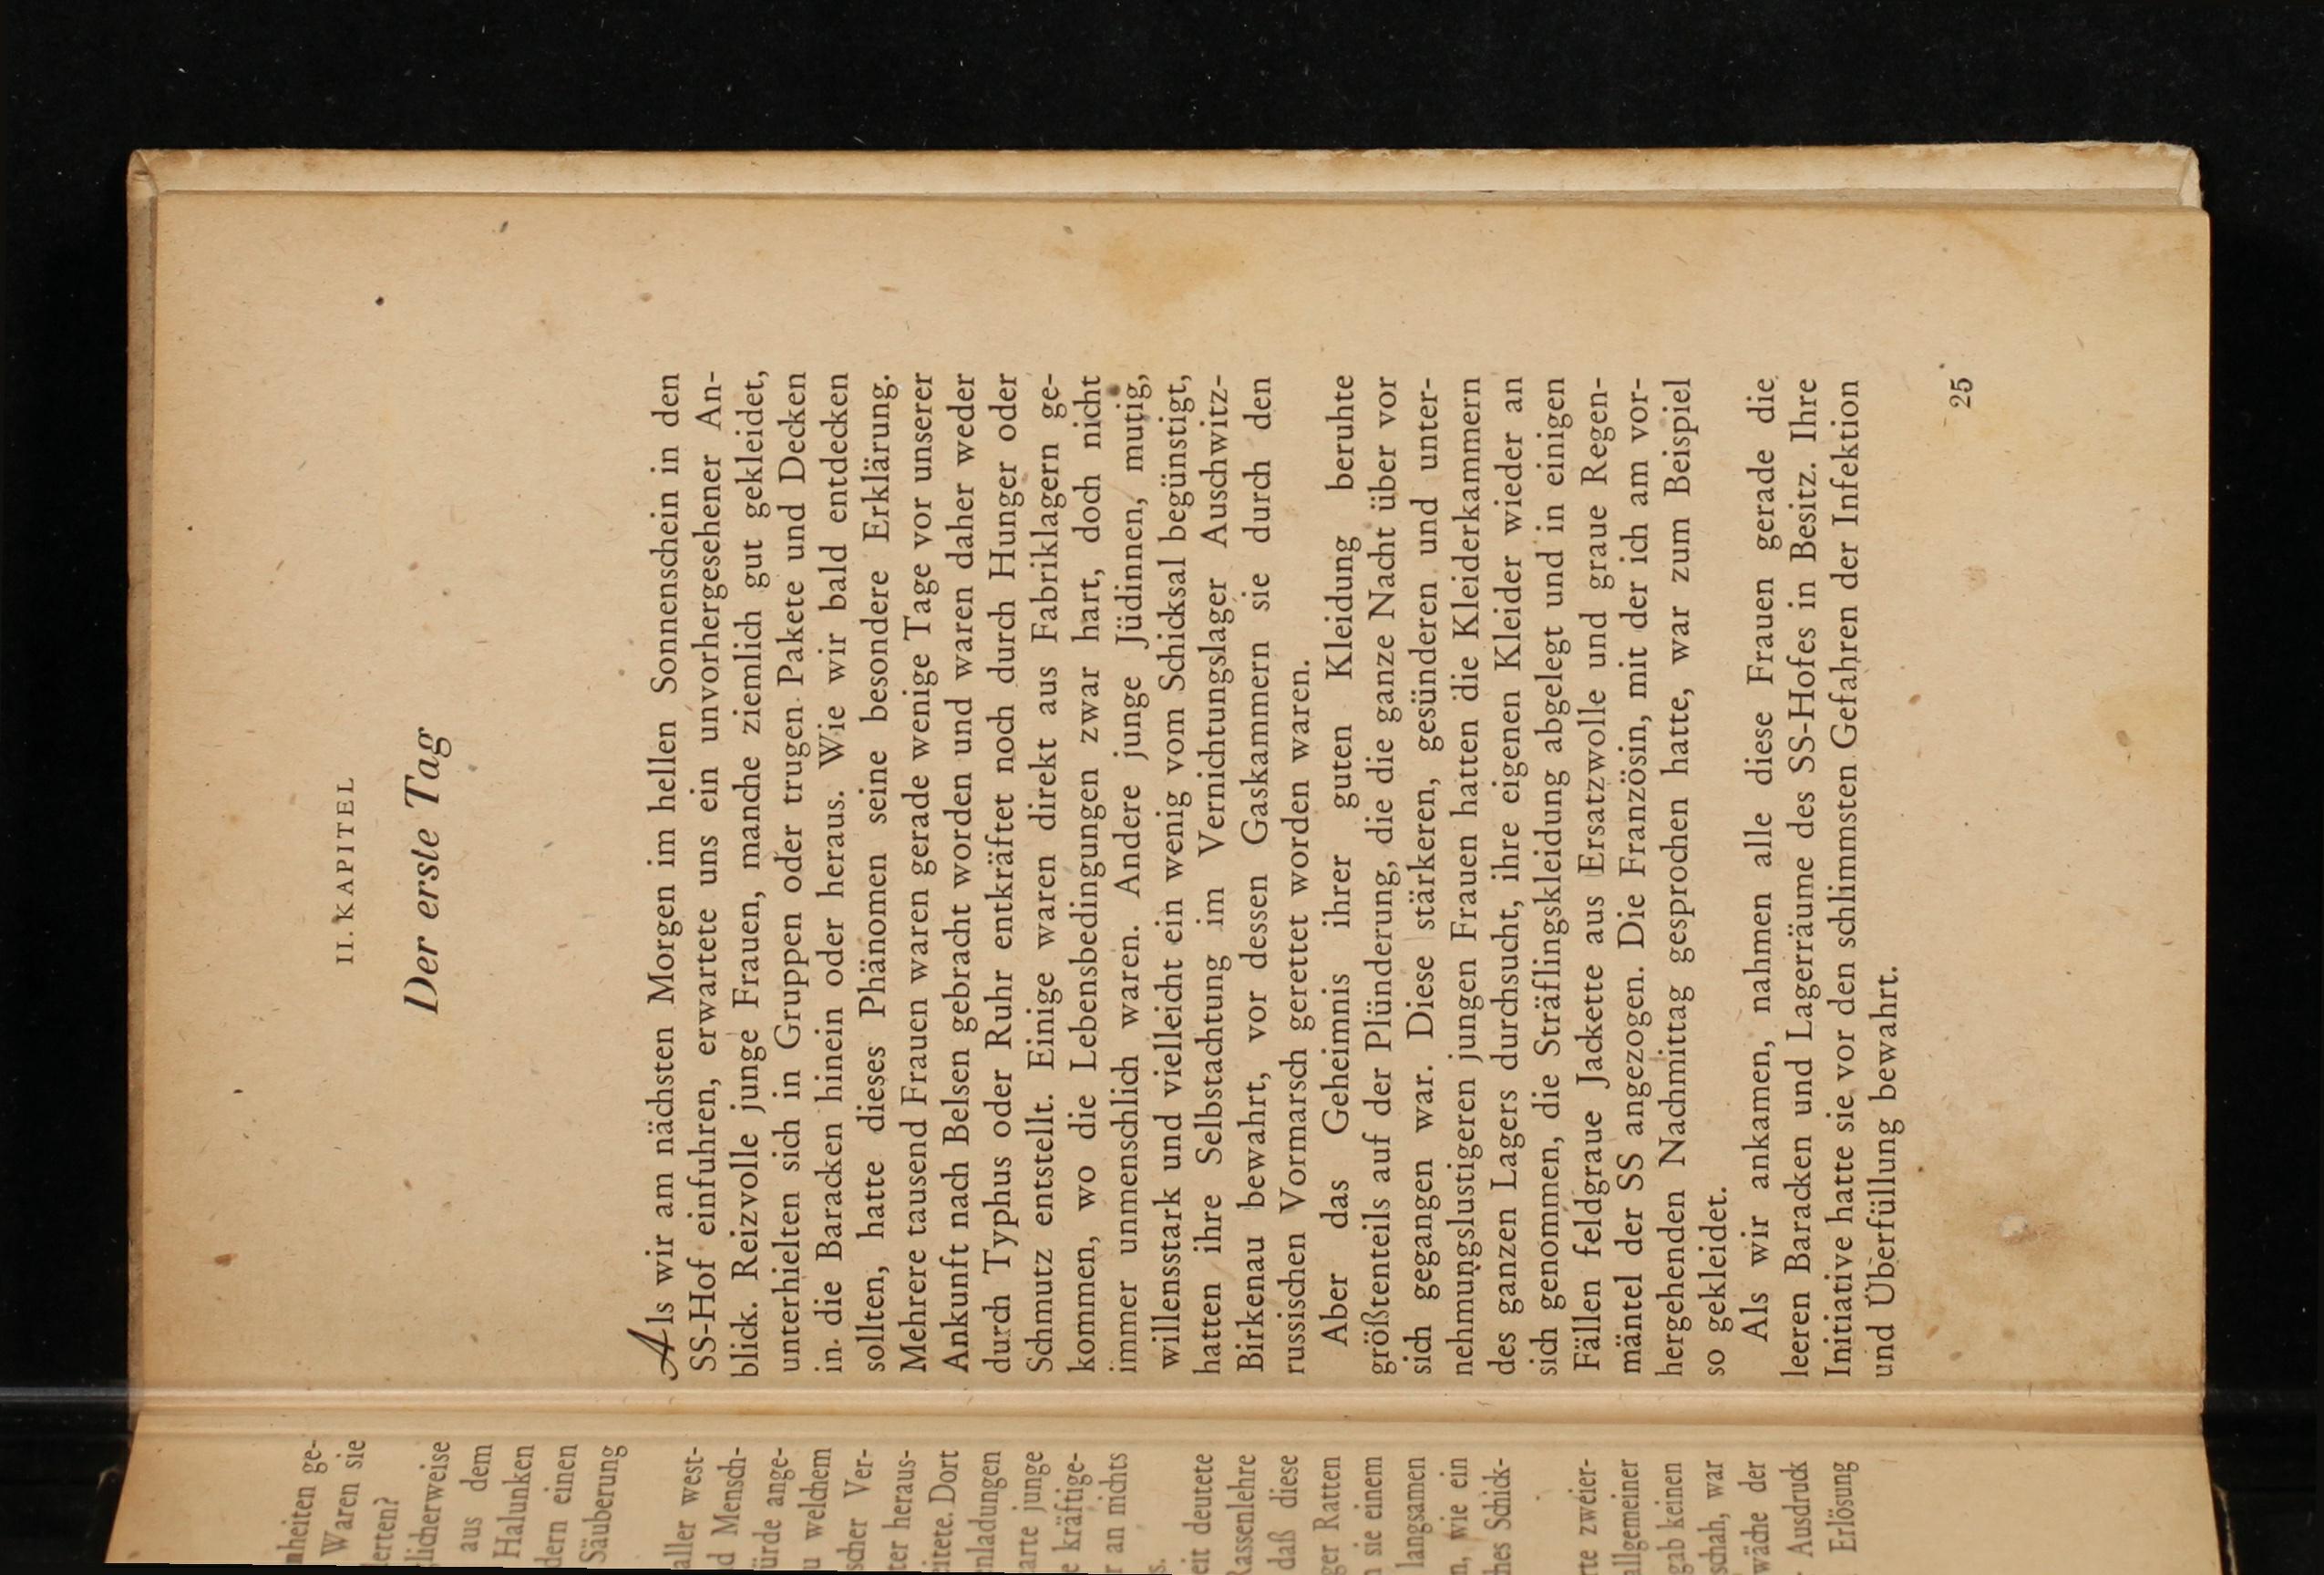 II. KAPITEL
Der erste Tag
Als wir am nächsten Morgen im hellen Sonnenschein in den
SS-Hof einfuhren, erwartete uns ein unvorhergesehener An-
blick. Reizvolle junge Frauen, manche ziemlich gut gekleidet,
unterhielten sich in Gruppen oder trugen Pakete und Decken
in die Baracken hinein oder heraus. Wie wir bald entdecken
sollten, hatte dieses Phänomen seine besondere Erklärung.
Mehrere tausend Frauen waren gerade wenige Tage vor unserer
Ankunft nach Belsen gebracht worden und waren daher weder
durch Typhus oder Ruhr entkräftet noch durch Hunger oder
Schmutz entstellt. Einige waren direkt aus Fabriklagern ge-
kommen, wo die Lebensbedingungen zwar hart, doch nicht
immer unmenschlich waren. Andere junge Jüdinnen, mutig,
willensstark und vielleicht ein wenig vom Schicksal begünstigt,
hatten ihre Selbstachtung im Vernichtungslager Auschwitz-
Birkenau bewahrt, vor dessen Gaskammern sie durch den
russischen Vormarsch gerettet worden waren.
Aber das Geheimnis ihrer guten Kleidung beruhte
größtenteils auf der Plünderung, die die ganze Nacht über vor
sich gegangen war. Diese stärkeren, gesünderen und unter-
nehmungslustigeren jungen Frauen hatten die Kleiderkammern
des ganzen Lagers durchsucht, ihre eigenen Kleider wieder an
sich genommen, die Sträflingskleidung abgelegt und in einigen
Fällen feldgraue Jackette aus Ersatzwolle und graue Regen-
mäntel der SS angezogen. Die Französin, mit der ich am vor-
hergehenden Nachmittag gesprochen hatte, war zum Beispiel
so gekleidet.
Als wir ankamen, nahmen alle diese Frauen gerade die
leeren Baracken und Lagerräume des SS-Hofes in Besitz. Ihre
Initiative hatte sie vor den schlimmsten Gefahren der Infektion
und Überfüllung bewahrt.
25